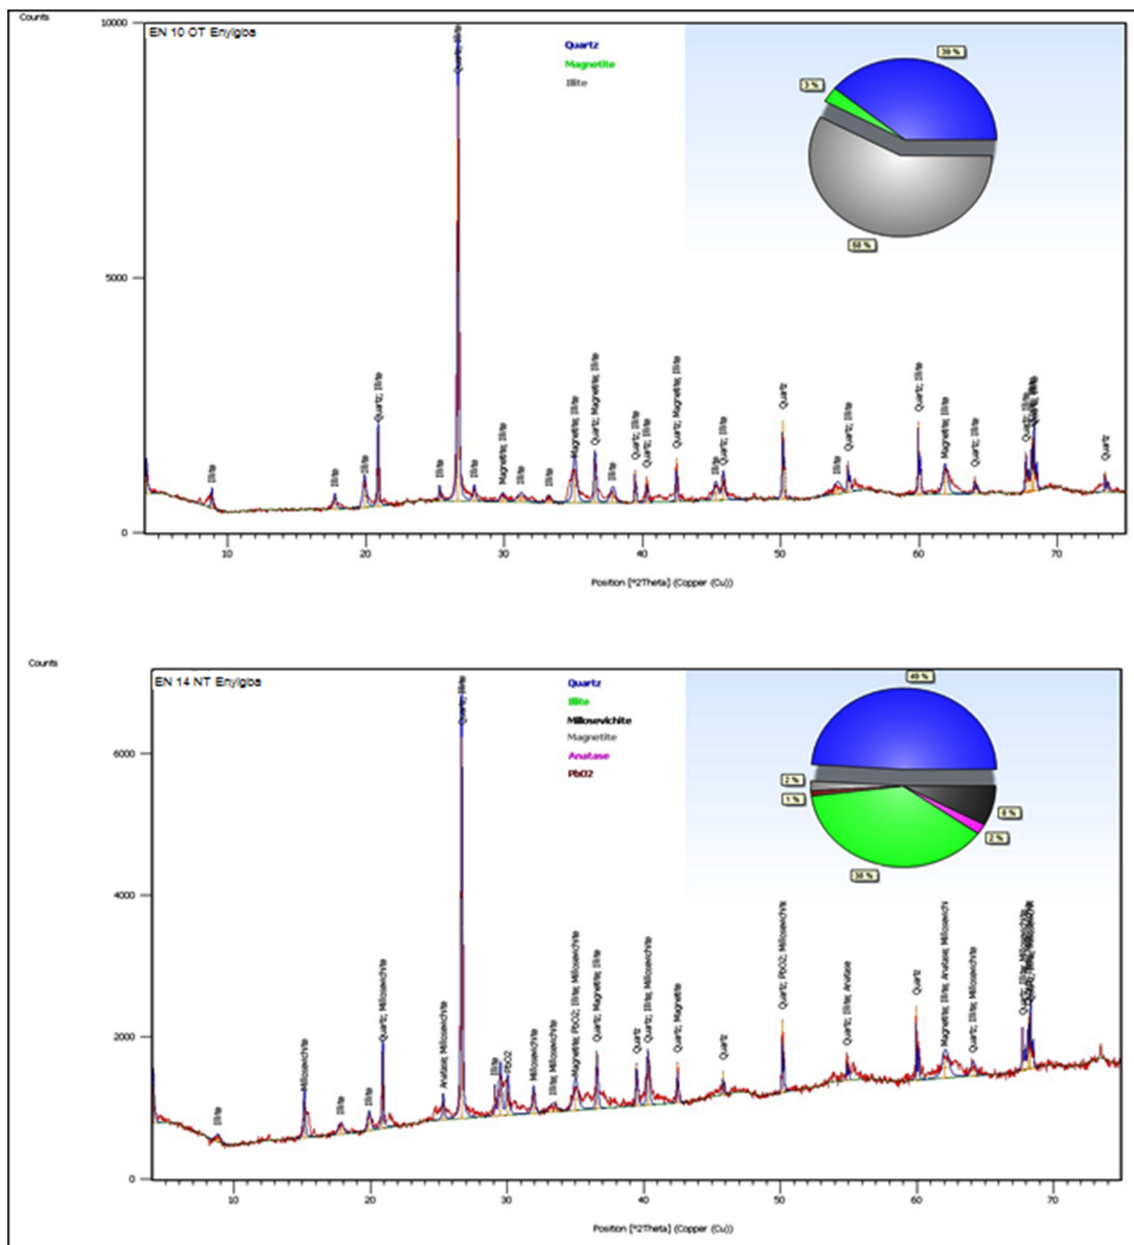 Counts
10000
EN 10 OT Enyigba
Quartz
Magnetite
Illite
39 %
3 %
58 %
5000
0
Quartz; Illite
Illite
Illite
Illite
Quartz; Illite
Illite
Illite
Magnetite; Illite
Illite
Illite
Magnetite; Illite
Quartz; Magnetite; Illite
Illite
Quartz; Illite
Quartz; Illite
Quartz; Magnetite; Illite
Illite
Quartz; Illite
Quartz
Illite
Quartz; Illite
Quartz; Illite
Magnetite; Illite
Quartz; Illite
Quartz; Illite
Quartz
10 20 30 40 50 60 70
Position [°2Theta] (Copper (Cu))
Counts
EN 14 NT Enyigba
Quartz
Illite
Millosevichite
Magnetite
Anatase
PbO2
49 %
2 %
1 %
38 %
8 %
2 %
6000
4000
2000
0
Quartz; Illite
Illite
Millosevichite
Illite
Illite
Quartz; Millosevichite
Anatase; Millosevichite
Illite
PbO2
Millosevichite
Illite; Millosevichite
Magnetite; PbO2; Illite; Millosevichite
Quartz; Magnetite; Illite
Quartz
Quartz; Illite; Millosevichite
Quartz; Magnetite
Quartz
Quartz; PbO2; Millosevichite
Quartz; Illite; Anatase
Quartz
Magnetite; Illite; Anatase; Millosevichi
Quartz; Illite; Millosevichite
Quartz; Illite; Millosevichite
10 20 30 40 50 60 70
Position [°2Theta] (Copper (Cu))